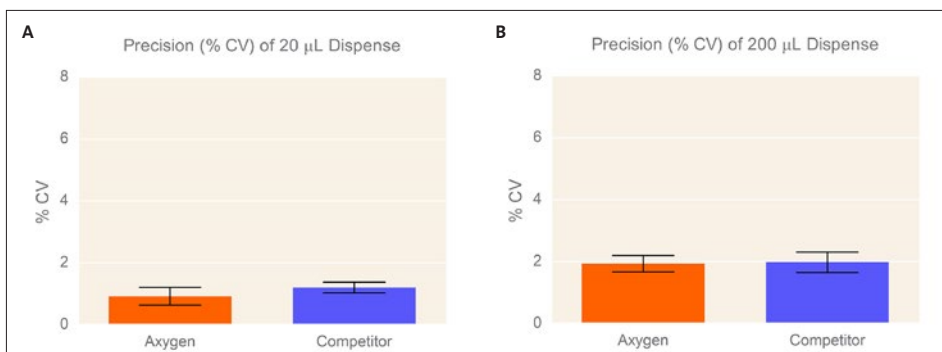 A
Precision (% CV) of 20 μL Dispense
8
6
4
2
0
% CV
Axygen Competitor
B
Precision (% CV) of 200 μL Dispense
8
6
4
2
0
% CV
Axygen Competitor